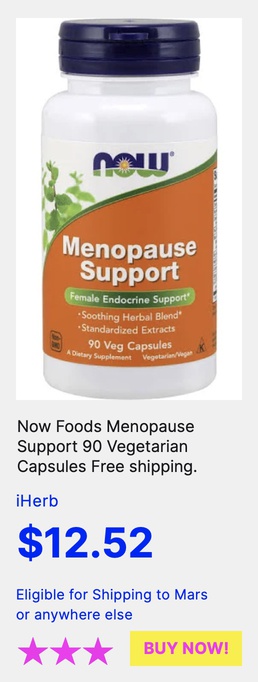 NOW®
Menopause
Support
Female Endocrine Support*
•Soothing Herbal Blend*
•Standardized Extracts
90 Veg Capsules
A Dietary Supplement Vegetarian/Vegan
Now Foods Menopause
Support 90 Vegetarian
Capsules Free shipping.
iHerb
$12.52
Eligible for Shipping to Mars
or anywhere else
BUY NOW!